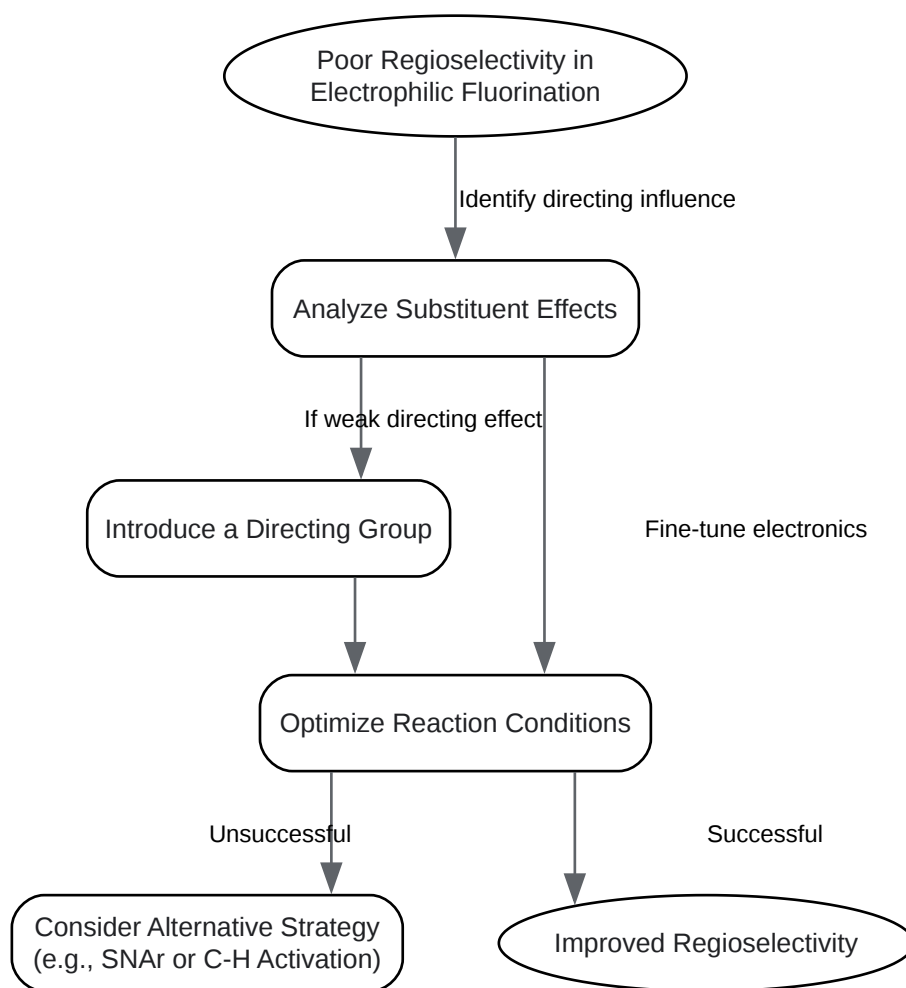 Poor Regioselectivity in
Electrophilic Fluorination
Identify directing influence
Analyze Substituent Effects
If weak directing effect
Introduce a Directing Group
Fine-tune electronics
Optimize Reaction Conditions
Unsuccessful
Successful
Consider Alternative Strategy
(e.g., SNAr or C-H Activation)
Improved Regioselectivity